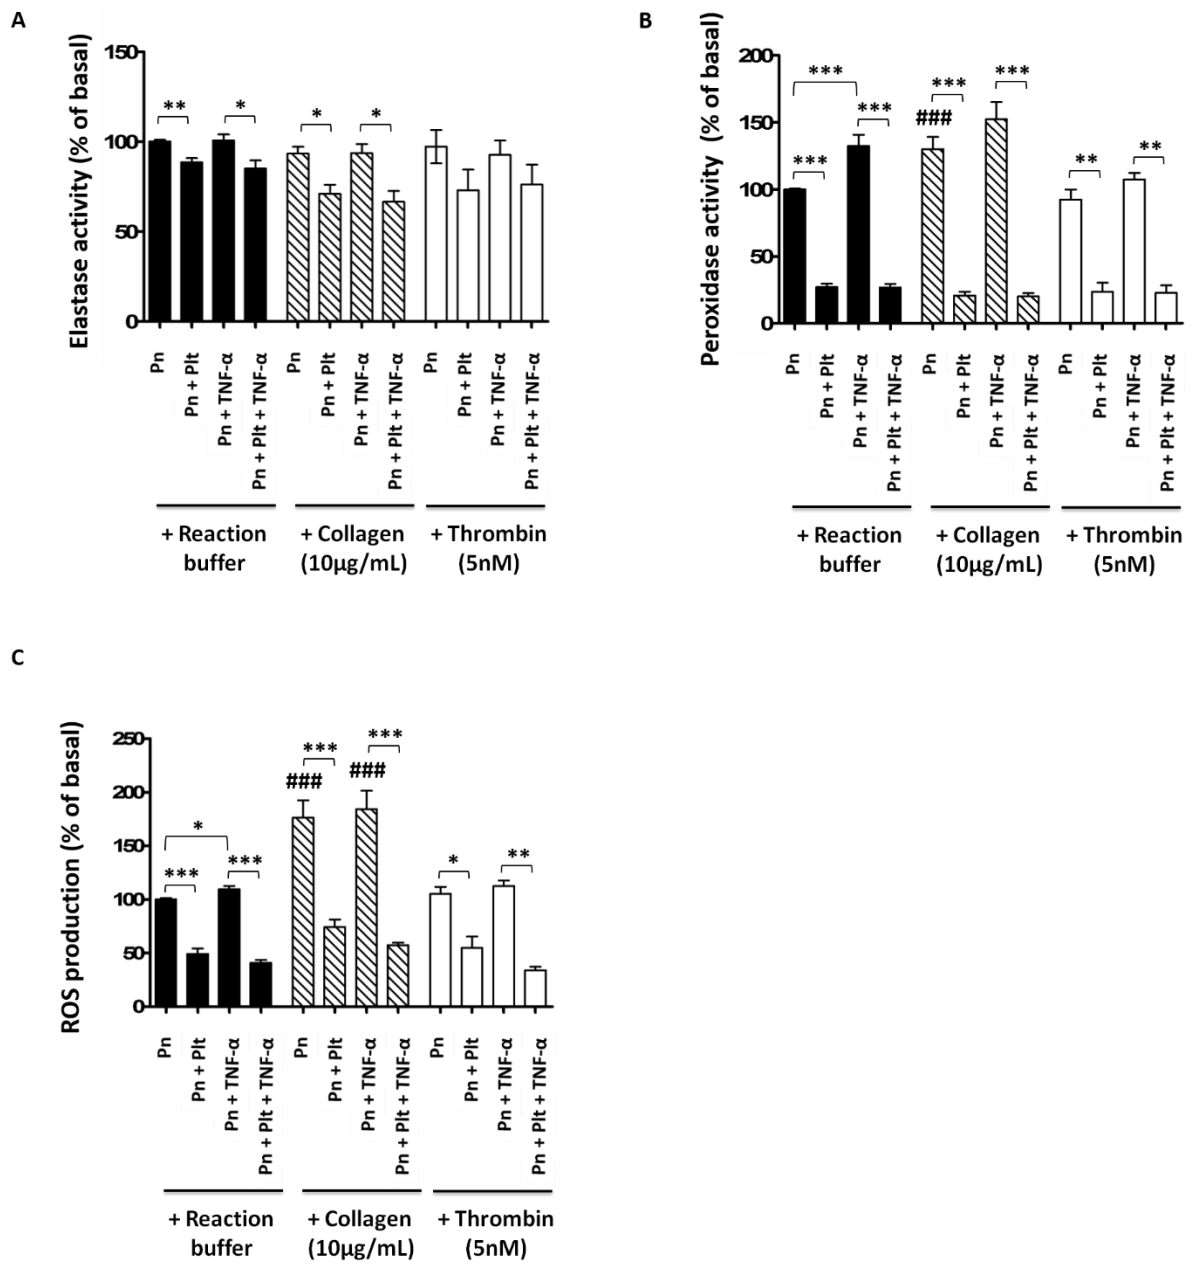 A
Elastase activity (% of basal)
150
100
50
0
**
*
*
*
Pn
Pn + Plt
Pn + TNF-α
Pn + Plt + TNF-α
Pn
Pn + Plt
Pn + TNF-α
Pn + Plt + TNF-α
Pn
Pn + Plt
Pn + TNF-α
Pn + Plt + TNF-α
+ Reaction
buffer
+ Collagen
(10µg/mL)
+ Thrombin
(5nM)
B
Peroxidase activity (% of basal)
200
150
100
50
0
***
***
***
###
***
***
**
**
Pn
Pn + Plt
Pn + TNF-α
Pn + Plt + TNF-α
Pn
Pn + Plt
Pn + TNF-α
Pn + Plt + TNF-α
Pn
Pn + Plt
Pn + TNF-α
Pn + Plt + TNF-α
+ Reaction
buffer
+ Collagen
(10µg/mL)
+ Thrombin
(5nM)
C
ROS production (% of basal)
250
200
150
100
50
0
*
***
***
###
***
###
***
*
**
Pn
Pn + Plt
Pn + TNF-α
Pn + Plt + TNF-α
Pn
Pn + Plt
Pn + TNF-α
Pn + Plt + TNF-α
Pn
Pn + Plt
Pn + TNF-α
Pn + Plt + TNF-α
+ Reaction
buffer
+ Collagen
(10µg/mL)
+ Thrombin
(5nM)